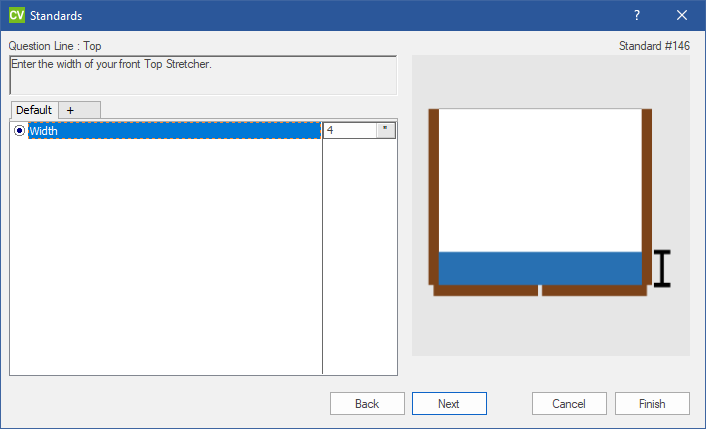 CV Standards ?
Question Line : Top Standard #146
Enter the width of your front Top Stretcher.
Default +
Width 4 "
Back Next Cancel Finish